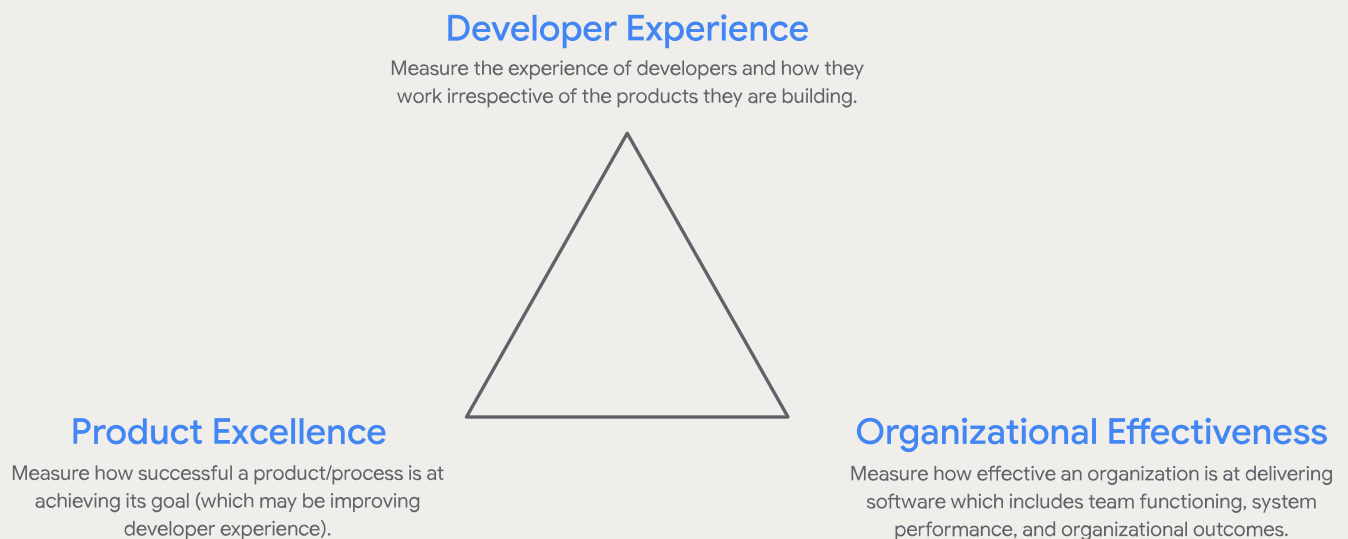 Developer Experience
Measure the experience of developers and how they
work irrespective of the products they are building.
Product Excellence
Measure how successful a product/process is at
achieving its goal (which may be improving
developer experience).
Organizational Effectiveness
Measure how effective an organization is at delivering
software which includes team functioning, system
performance, and organizational outcomes.